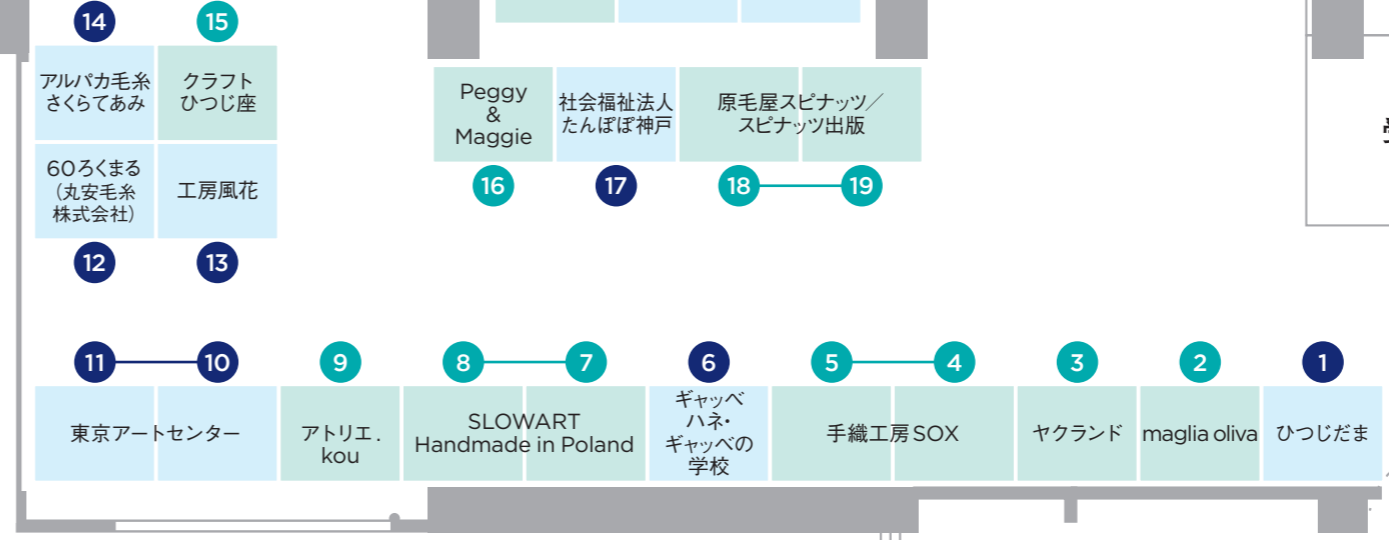 14
15
アルパカ毛糸
さくらてあみ
クラフト
ひつじ座
60ろくまる
(丸安毛糸
株式会社)
工房風花
12
13
Peggy
&
Maggie
社会福祉法人
たんぽぽ神戸
原毛屋スピナッツ/
スピナッツ出版
16
17
18
19
11
10
9
8
7
6
5
4
3
2
1
東京アートセンター
アトリエ.
kou
SLOWART
Handmade in Poland
ギャッベ
ハネ・
ギャッベの
学校
手織工房SOX
ヤクランド
maglia oliva
ひつじだま